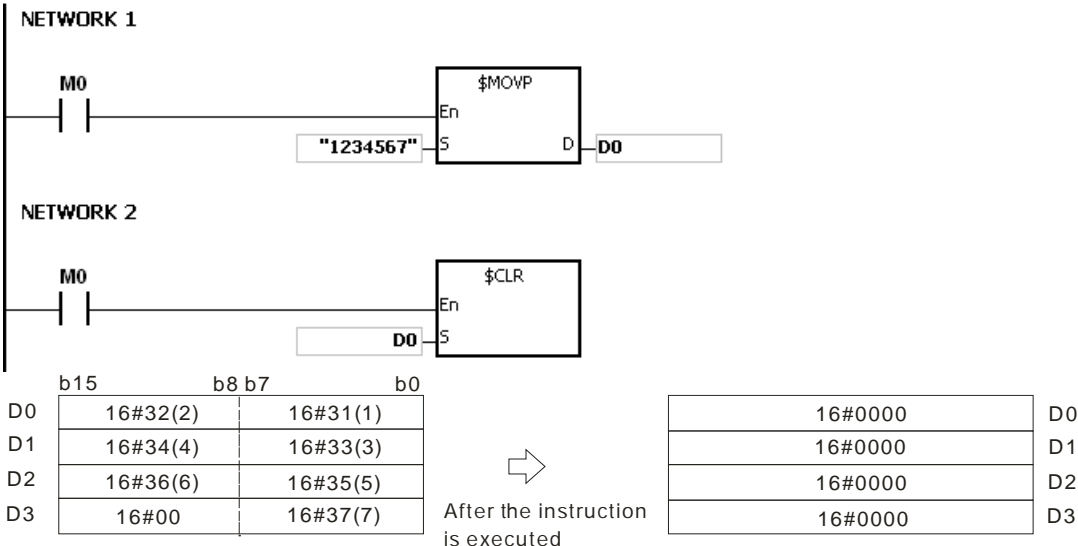 NETWORK 1
M0
$MOVP
En
"1234567" S D D0
NETWORK 2
M0
$CLR
En
D0 S
b15 b8 b7 b0
D0 16#32(2) 16#31(1) 16#0000 D0
D1 16#34(4) 16#33(3) 16#0000 D1
D2 16#36(6) 16#35(5) 16#0000 D2
D3 16#00 16#37(7) 16#0000 D3
After the instruction
is executed